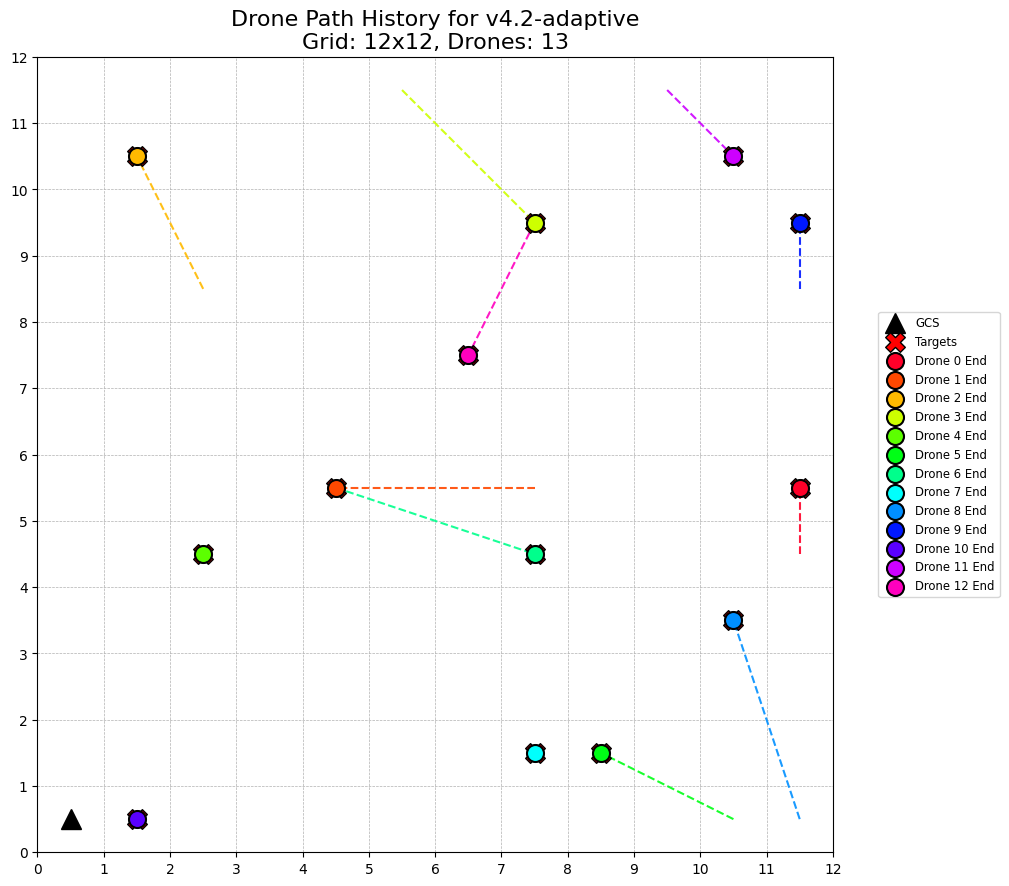 Drone Path History for v4.2-adaptive
Grid: 12x12, Drones: 13
12
11
10
9
8
7
6
5
4
3
2
1
0
0 1 2 3 4 5 6 7 8 9 10 11 12
GCS
Targets
Drone 0 End
Drone 1 End
Drone 2 End
Drone 3 End
Drone 4 End
Drone 5 End
Drone 6 End
Drone 7 End
Drone 8 End
Drone 9 End
Drone 10 End
Drone 11 End
Drone 12 End